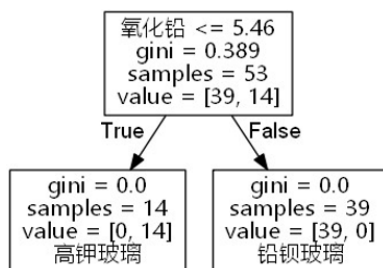 氧化铅 <= 5.46
gini = 0.389
samples = 53
value = [39, 14]
True
False
gini = 0.0
samples = 14
value = [0, 14]
高钾玻璃
gini = 0.0
samples = 39
value = [39, 0]
铅钡玻璃